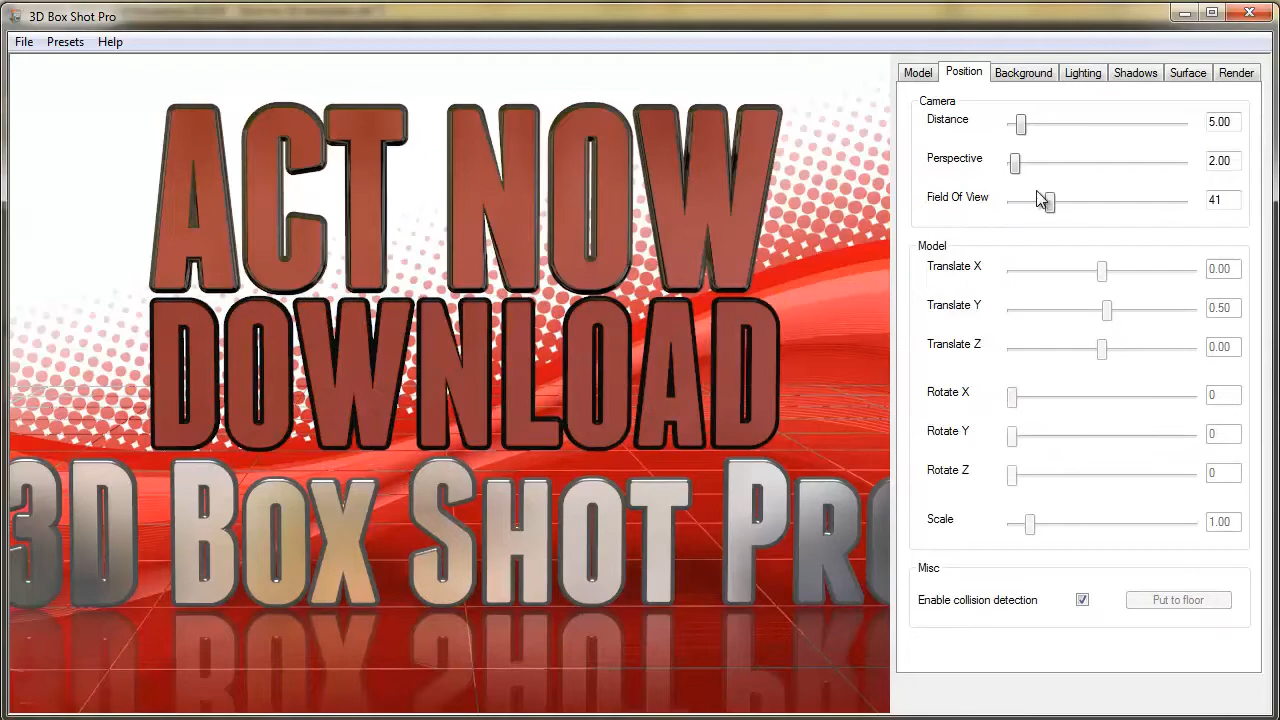 3D Box Shot Pro
File Presets Help
ACT NOW
DOWNLOAD
3D BOX SHOT PRO
Model Position Background Lighting Shadows Surface Render
Camera
Distance 5.00
Perspective 2.00
Field Of View 41
Model
Translate X 0.00
Translate Y 0.50
Translate Z 0.00
Rotate X 0
Rotate Y 0
Rotate Z 0
Scale 1.00
Misc
Enable collision detection Put to floor